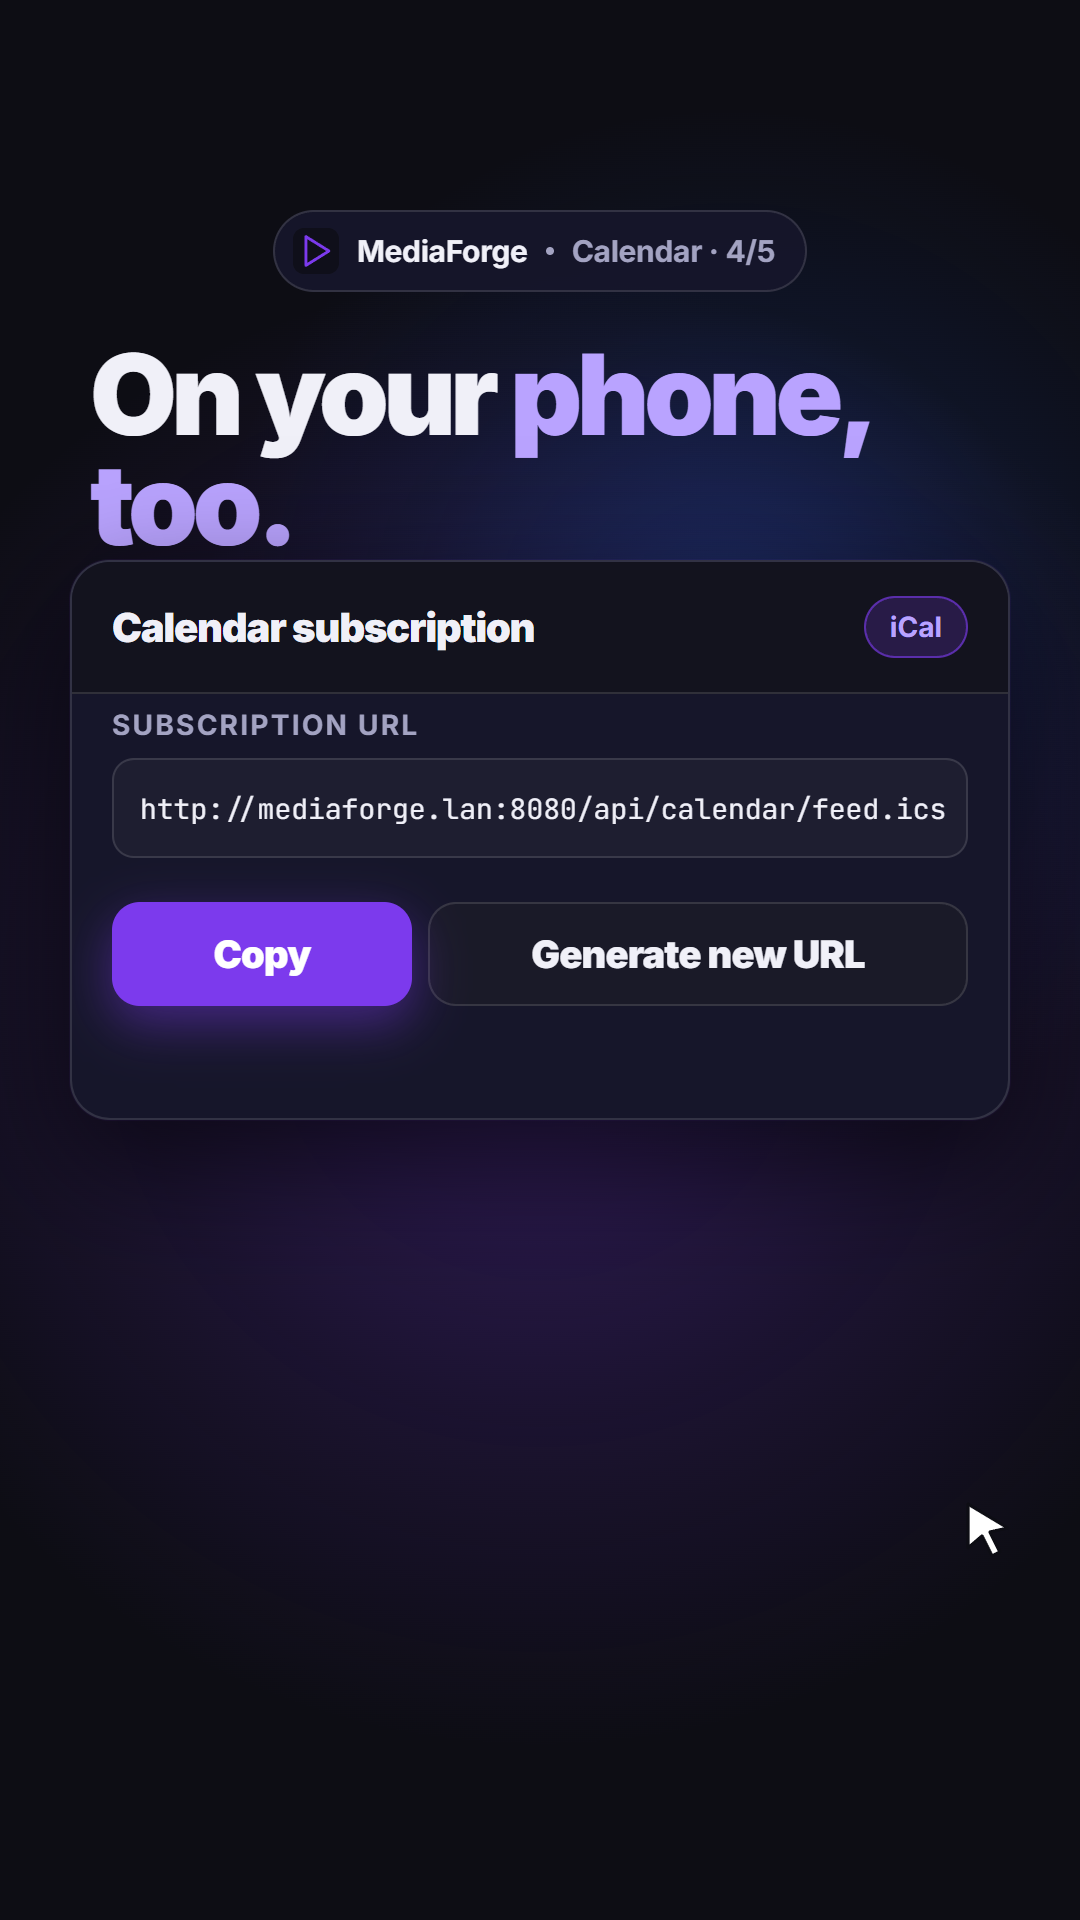 MediaForge • Calendar · 4/5
On your phone,
too.
Calendar subscription
iCal
SUBSCRIPTION URL
http://mediaforge.lan:8080/api/calendar/feed.ics
Copy
Generate new URL